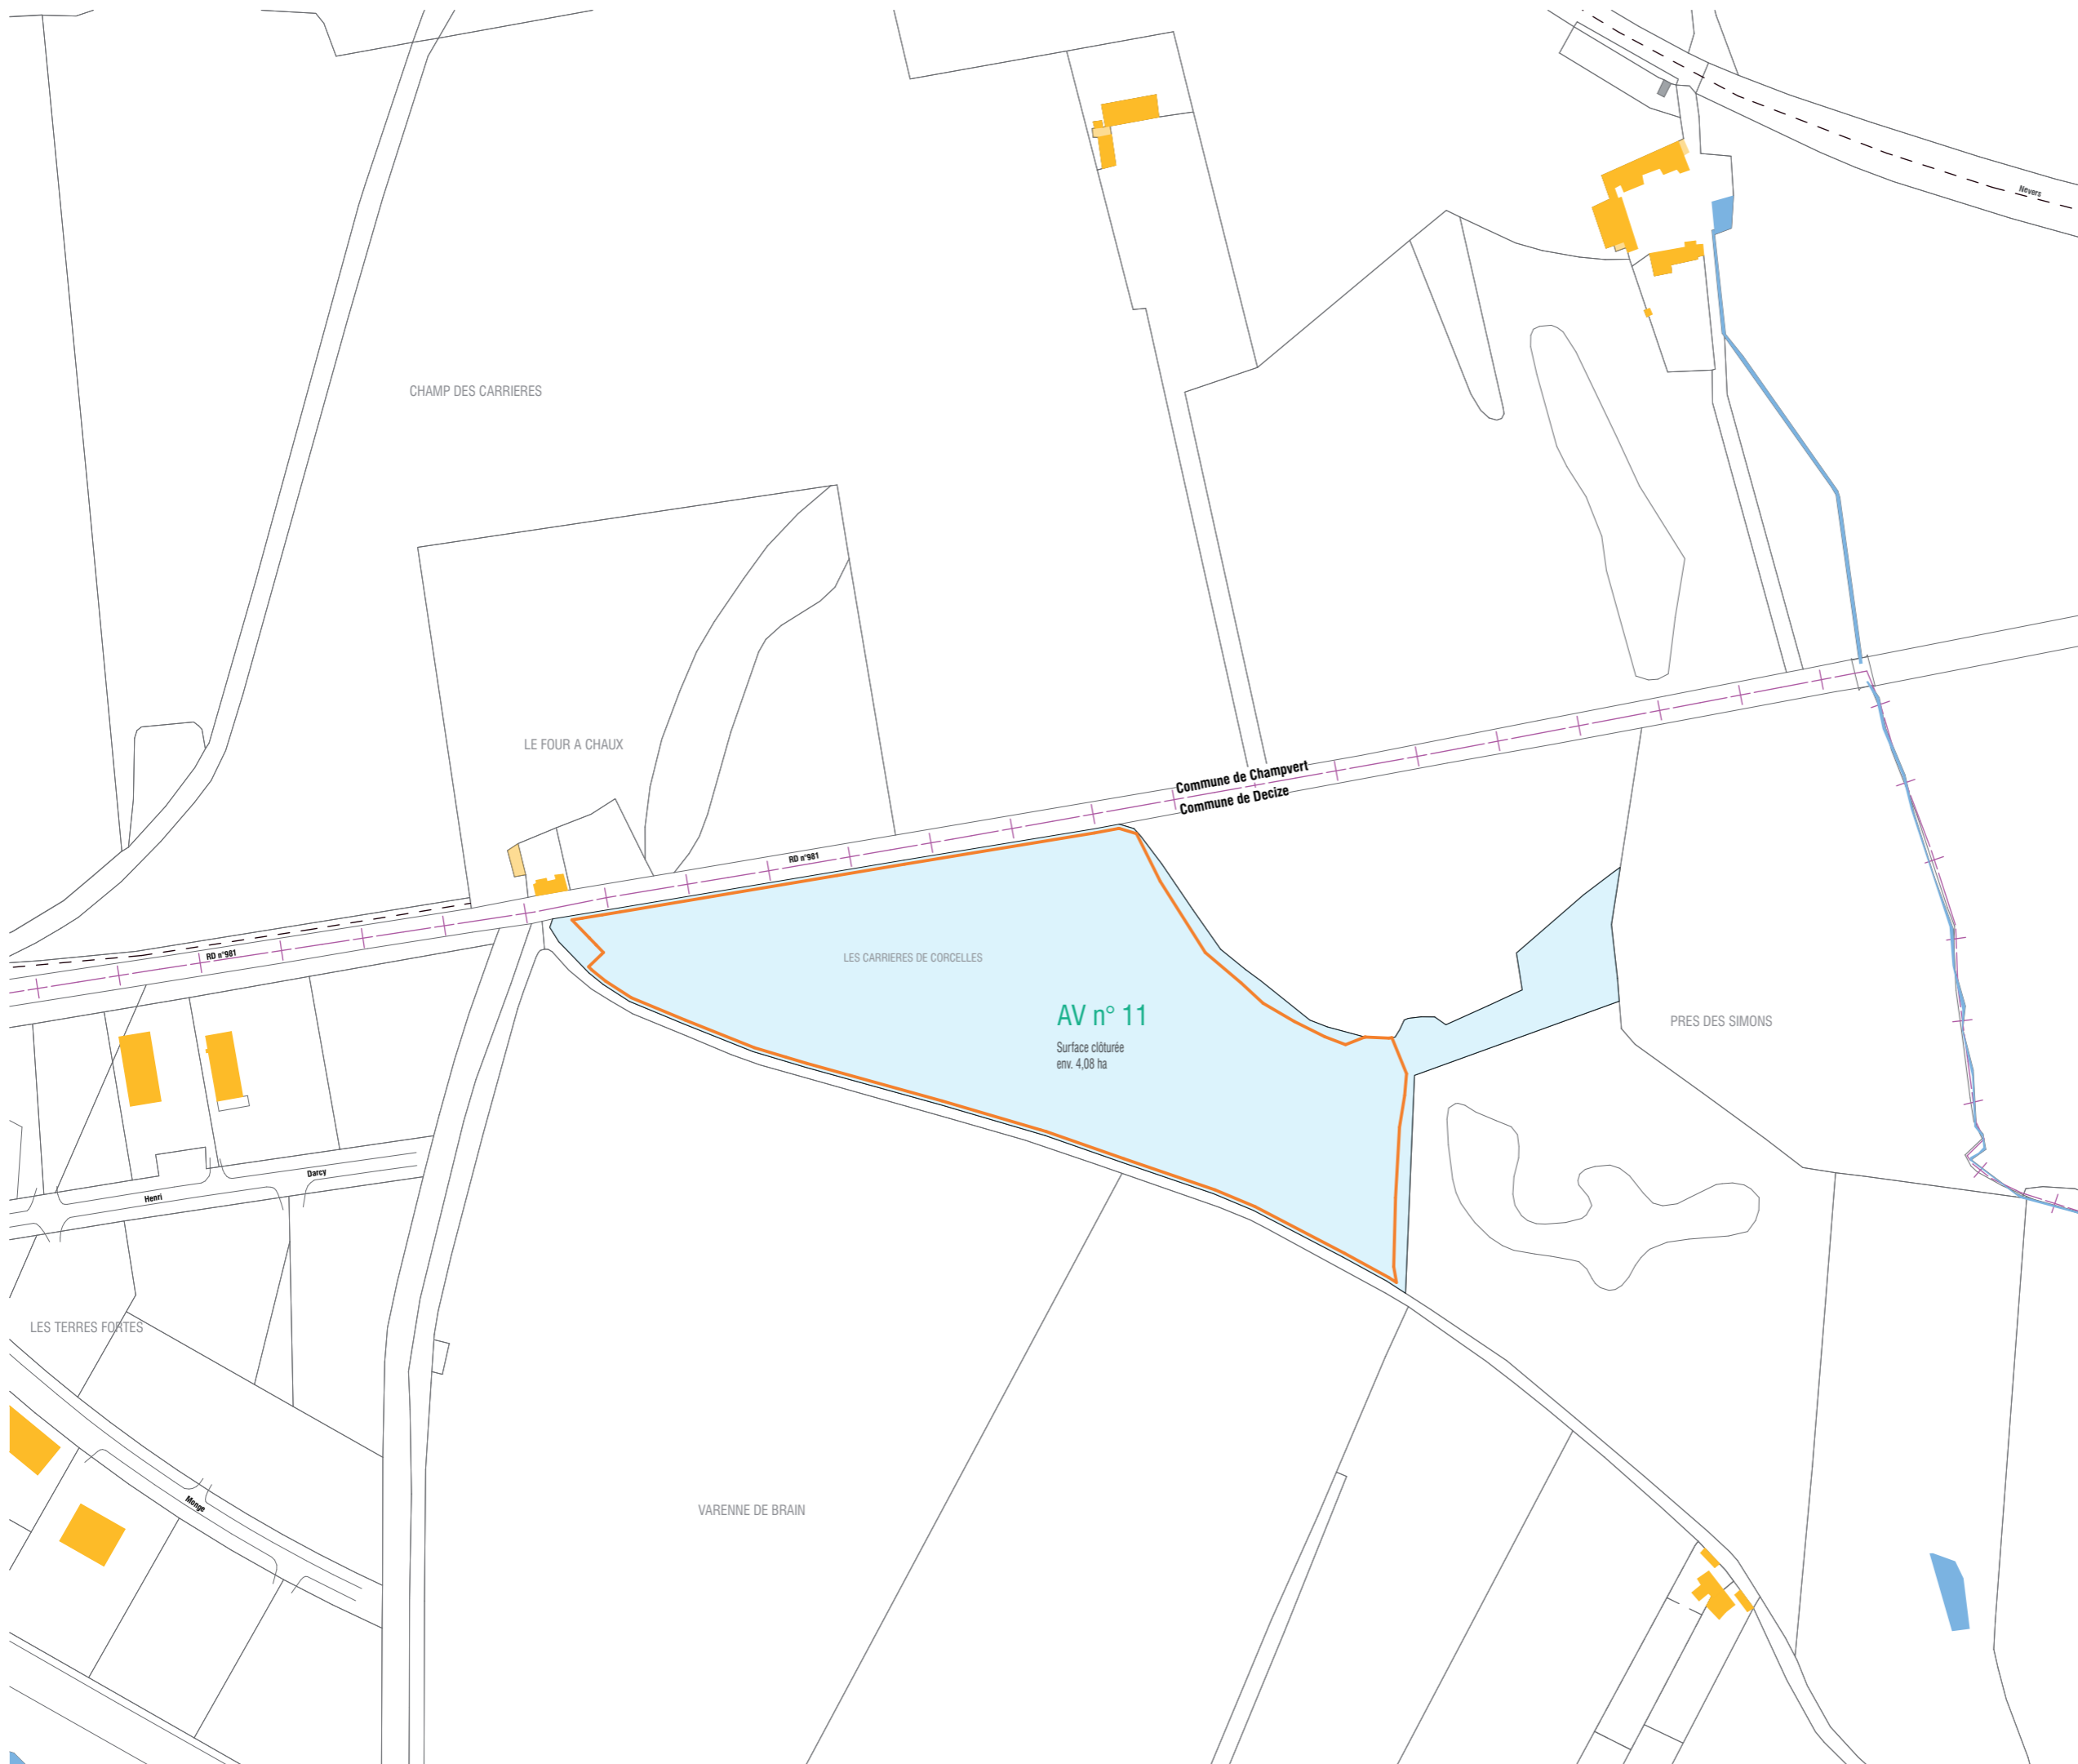 Nevers
CHAMP DES CARRIERES
LE FOUR A CHAUX
Commune de Champvert
Commune de Decize
RD n°981
RD n°981
LES CARRIERES DE CORCELLES
AV n° 11
Surface clôturée
env. 4,08 ha
PRES DES SIMONS
Darcy
Henri
LES TERRES FORTES
Monge
VARENNE DE BRAIN